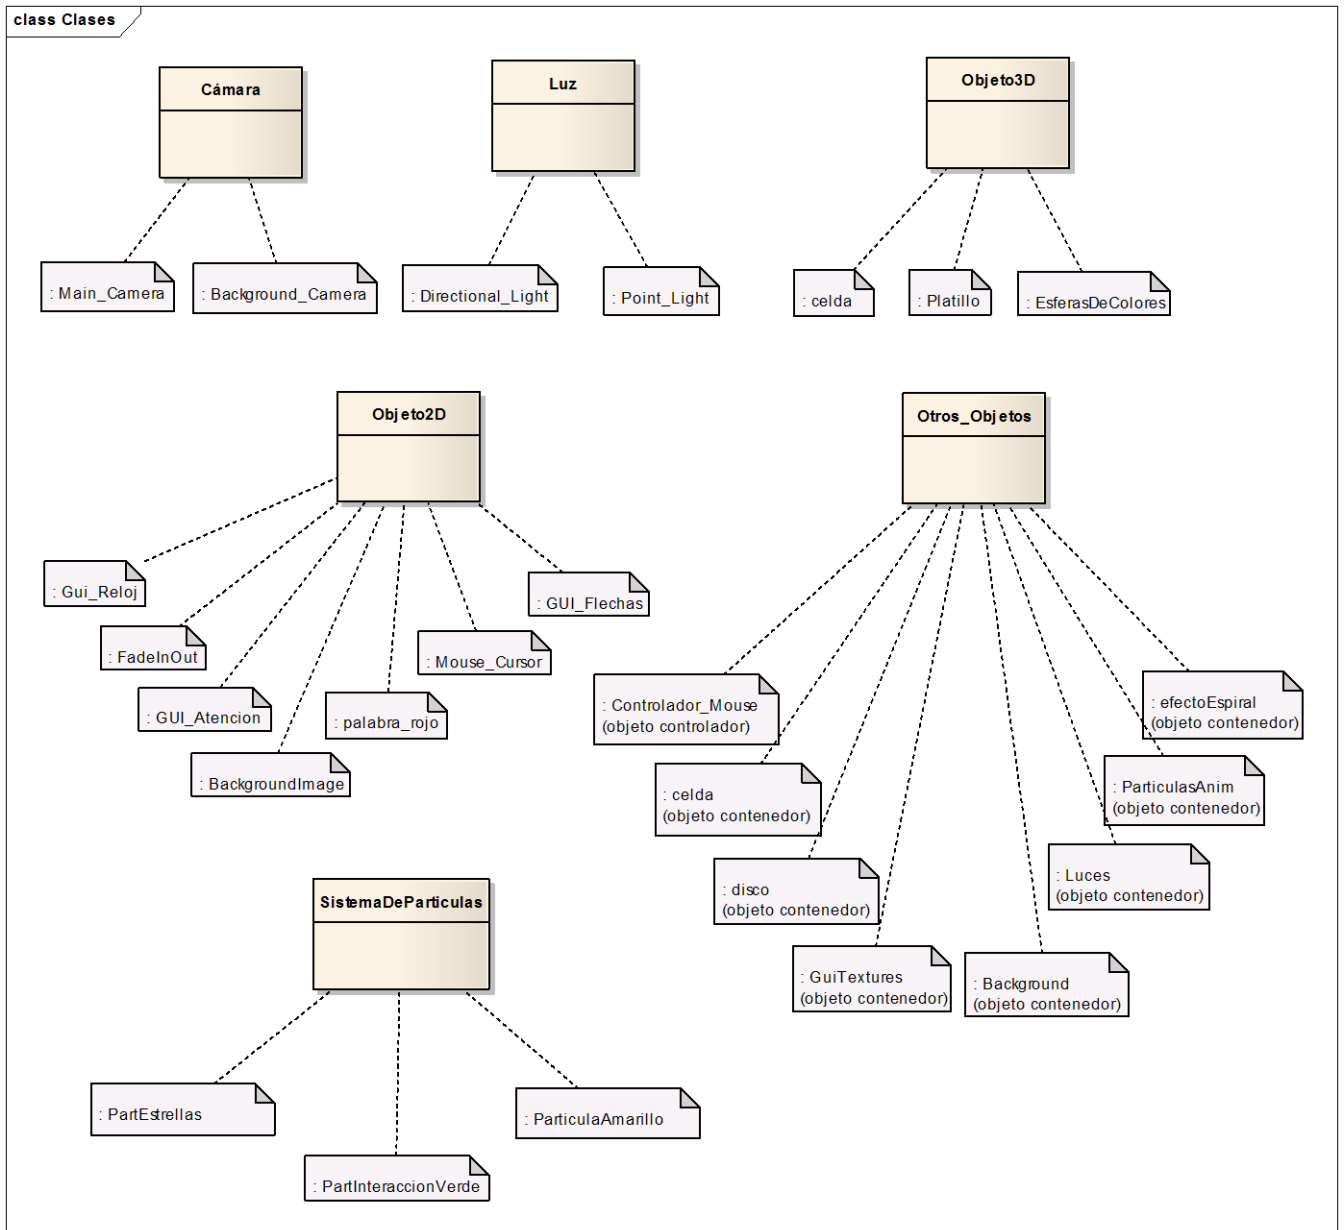 class Clases
Cámara
Luz
Objeto3D
: Main_Camera
: Background_Camera
: Directional_Light
: Point_Light
: celda
: Platillo
: EsferasDeColores
Objeto2D
Otros_Objetos
: Gui_Reloj
: GUI_Flechas
: FadeInOut
: Mouse_Cursor
: GUI_Atencion
: palabra_rojo
: BackgroundImage
: Controlador_Mouse
(objeto controlador)
: efectoEspiral
(objeto contenedor)
: celda
(objeto contenedor)
: ParticulasAnim
(objeto contenedor)
: disco
(objeto contenedor)
: Luces
(objeto contenedor)
: GuiTextures
(objeto contenedor)
: Background
(objeto contenedor)
SistemaDeParticulas
: PartEstrellas
: ParticulaAmarillo
: PartInteraccionVerde